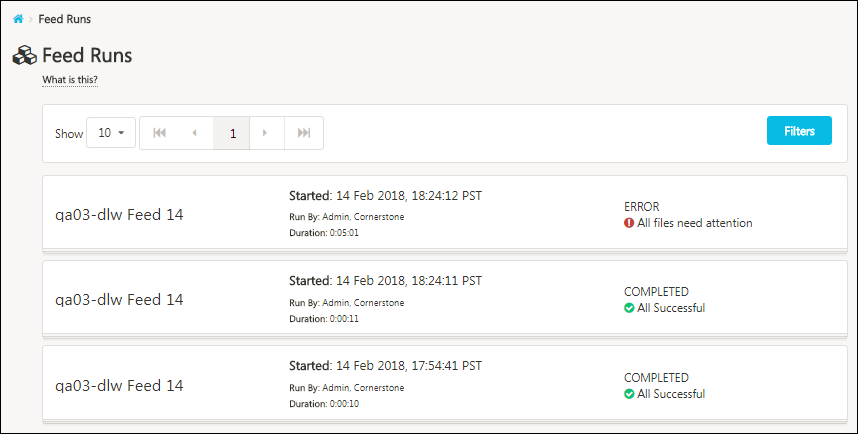 Feed Runs
Feed Runs
What is this?
Show 10 1 Filters
qa03-dlw Feed 14
Started: 14 Feb 2018, 18:24:12 PST
Run By: Admin, Cornerstone
Duration: 0:05:01
ERROR
All files need attention
qa03-dlw Feed 14
Started: 14 Feb 2018, 18:24:11 PST
Run By: Admin, Cornerstone
Duration: 0:00:11
COMPLETED
All Successful
qa03-dlw Feed 14
Started: 14 Feb 2018, 17:54:41 PST
Run By: Admin, Cornerstone
Duration: 0:00:10
COMPLETED
All Successful